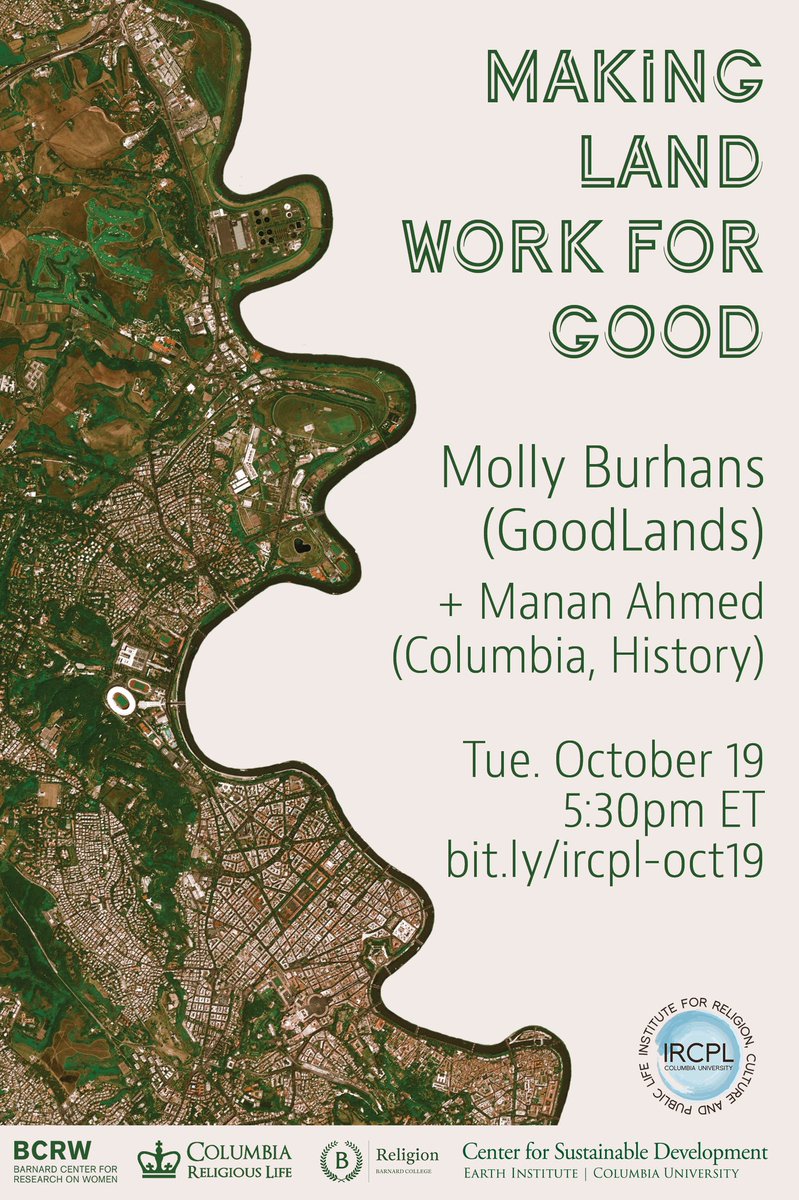 MAKING
LAND
WORK FOR
GOOD
Molly Burhans
(GoodLands)
+ Manan Ahmed
(Columbia, History)
Tue. October 19
5:30pm ET
bit.ly/ircpl-oct19
INSTITUTE FOR RELIGION, CULTURE AND PUBLIC LIFE
IRCPL
COLUMBIA UNIVERSITY
BCRW
BARNARD CENTER FOR
RESEARCH ON WOMEN
COLUMBIA
RELIGIOUS LIFE
B
Religion
BARNARD COLLEGE
Center for Sustainable Development
EARTH INSTITUTE | COLUMBIA UNIVERSITY